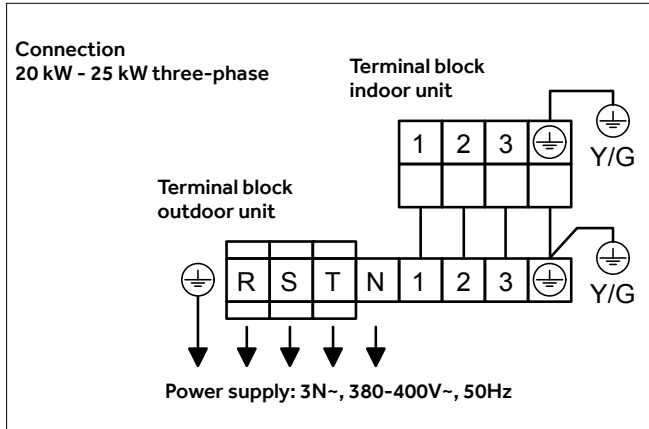 Connection
20 kW - 25 kW three-phase
Terminal block
indoor unit
1 2 3
Y/G
Terminal block
outdoor unit
R S T N 1 2 3
Y/G
Power supply: 3N~, 380-400V~, 50Hz